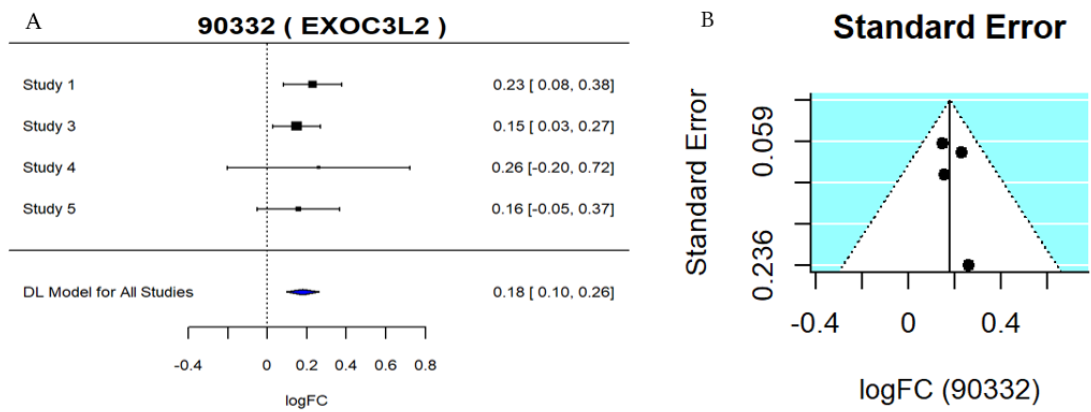 A
90332 ( EXOC3L2 )
Study 1 0.23 [ 0.08, 0.38]
Study 3 0.15 [ 0.03, 0.27]
Study 4 0.26 [-0.20, 0.72]
Study 5 0.16 [-0.05, 0.37]
DL Model for All Studies 0.18 [ 0.10, 0.26]
-0.4 0 0.2 0.4 0.6 0.8
logFC
B
Standard Error
Standard Error
0.059
0.236
-0.4 0 0.4
logFC (90332)